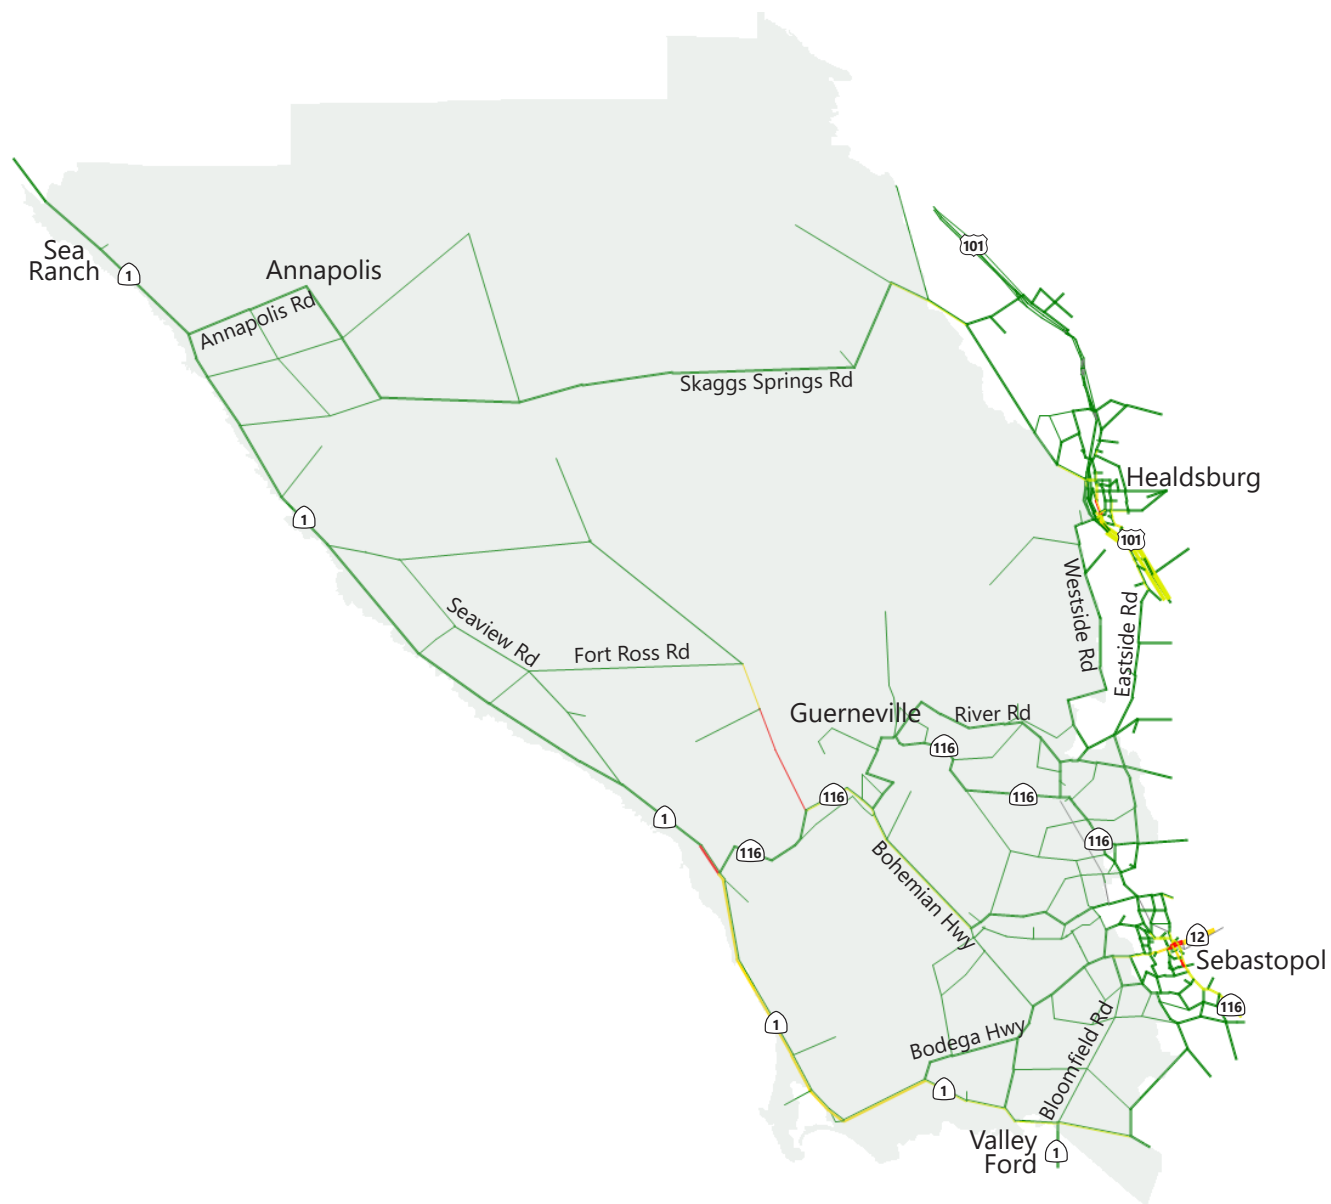 101
Sea
Ranch
1
Annapolis
Annapolis Rd
Skaggs Springs Rd
Healdsburg
1
101
Westside Rd
Eastside Rd
Seaview Rd
Fort Ross Rd
Guerneville
River Rd
116
116
116
1
116
116
Bohemian Hwy
12
Sebastopol
116
1
Bodega Hwy
Bloomfield Rd
1
Valley
Ford
1